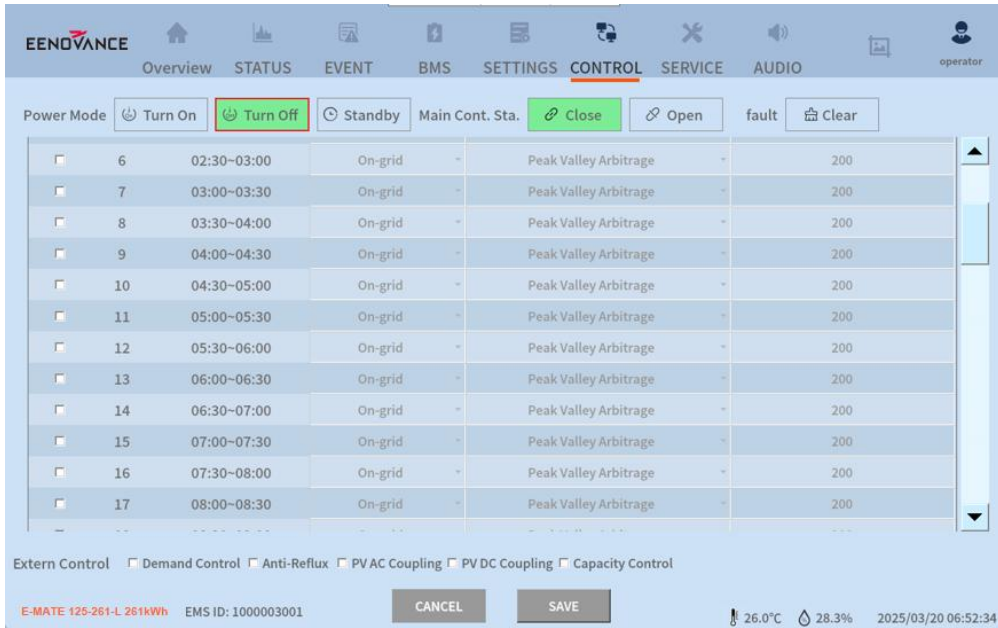 EENOVANCE
Overview STATUS EVENT BMS SETTINGS CONTROL SERVICE AUDIO operator
Power Mode Turn On Turn Off Standby Main Cont. Sta. Close Open fault Clear
6 02:30~03:00 On-grid Peak Valley Arbitrage 200
7 03:00~03:30 On-grid Peak Valley Arbitrage 200
8 03:30~04:00 On-grid Peak Valley Arbitrage 200
9 04:00~04:30 On-grid Peak Valley Arbitrage 200
10 04:30~05:00 On-grid Peak Valley Arbitrage 200
11 05:00~05:30 On-grid Peak Valley Arbitrage 200
12 05:30~06:00 On-grid Peak Valley Arbitrage 200
13 06:00~06:30 On-grid Peak Valley Arbitrage 200
14 06:30~07:00 On-grid Peak Valley Arbitrage 200
15 07:00~07:30 On-grid Peak Valley Arbitrage 200
16 07:30~08:00 On-grid Peak Valley Arbitrage 200
17 08:00~08:30 On-grid Peak Valley Arbitrage 200
Extern Control Demand Control Anti-Reflux PV AC Coupling PV DC Coupling Capacity Control
E-MATE 125-261-L 261kWh EMS ID: 1000003001 CANCEL SAVE 26.0°C 28.3% 2025/03/20 06:52:34